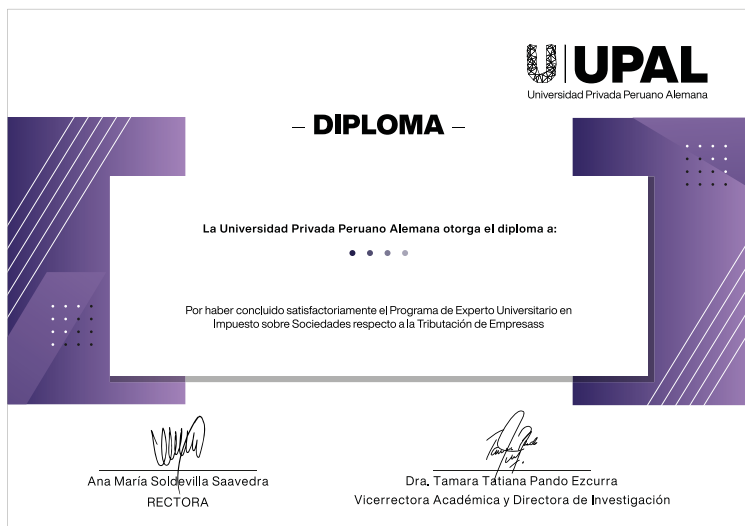 UPAL
Universidad Privada Peruano Alemana
– DIPLOMA –
La Universidad Privada Peruano Alemana otorga el diploma a:
Por haber concluido satisfactoriamente el Programa de Experto Universitario en
Impuesto sobre Sociedades respecto a la Tributación de Empresass
Ana María Soldevilla Saavedra
RECTORA
Dra. Tamara Tatiana Pando Ezcurra
Vicerrectora Académica y Directora de Investigación